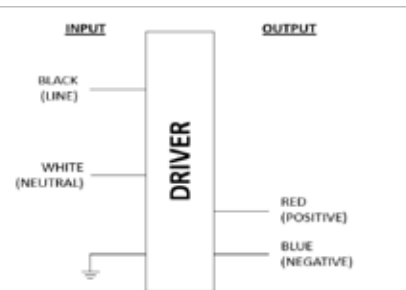 INPUT
OUTPUT
BLACK
(LINE)
WHITE
(NEUTRAL)
DRIVER
RED
(POSITIVE)
BLUE
(NEGATIVE)